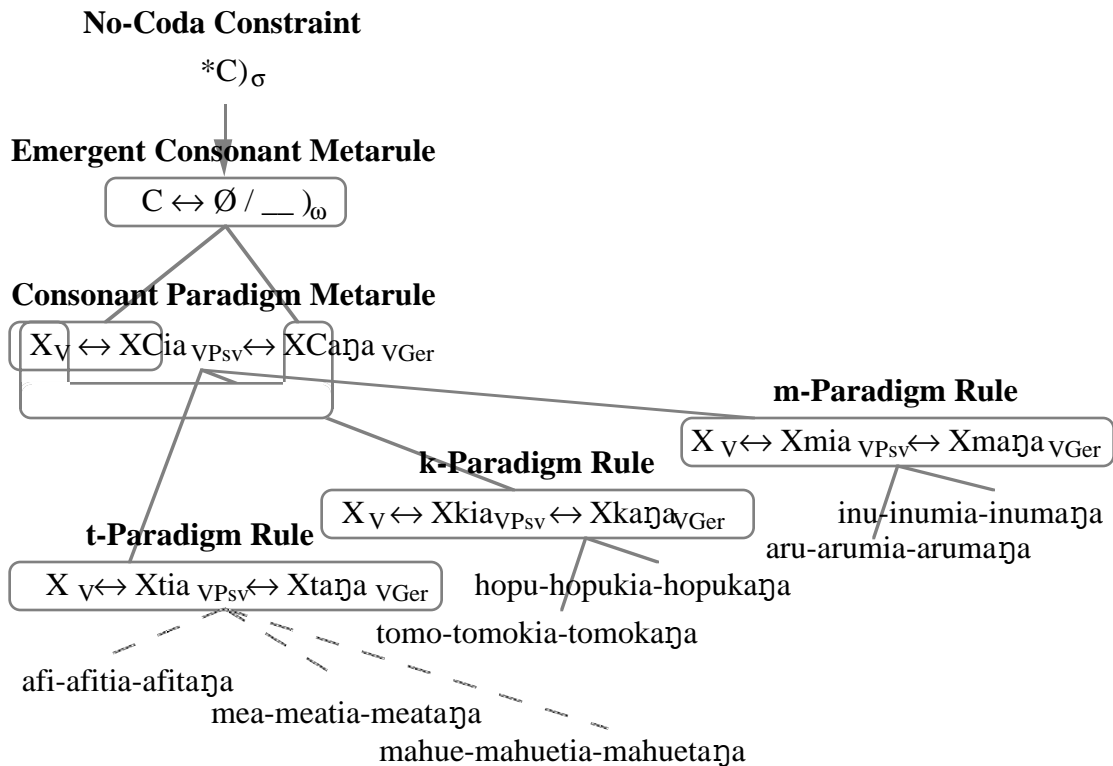 No-Coda Constraint
*C)σ
Emergent Consonant Metarule
C ↔ Ø / __ )ω
Consonant Paradigm Metarule
X V ↔ XCia VPsv ↔ XCaŋa VGer
m-Paradigm Rule
X V ↔ Xmia VPsv ↔ Xmaŋa VGer
k-Paradigm Rule
X V ↔ Xkia VPsv ↔ Xkaŋa VGer
inu-inumia-inumaŋa
t-Paradigm Rule
aru-arumia-arumaŋa
X V ↔ Xtia VPsv ↔ Xtaŋa VGer
hopu-hopukia-hopukaŋa
tomo-tomokia-tomokaŋa
afi-afitia-afitaŋa
mea-meatia-meataŋa
mahue-mahuetia-mahuetaŋa